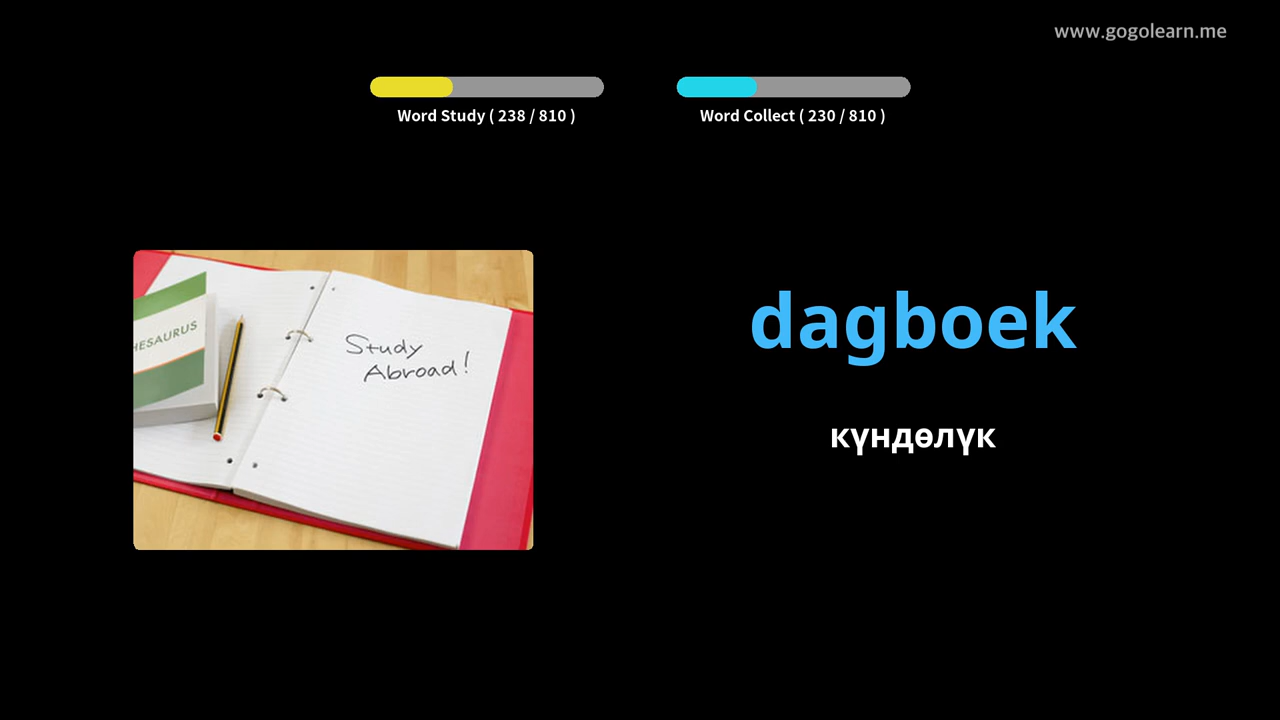 www.gogolearn.me
Word Study ( 238 / 810 )
Word Collect ( 230 / 810 )
HESAURUS
Study
Abroad!
dagboek
күндөлүк